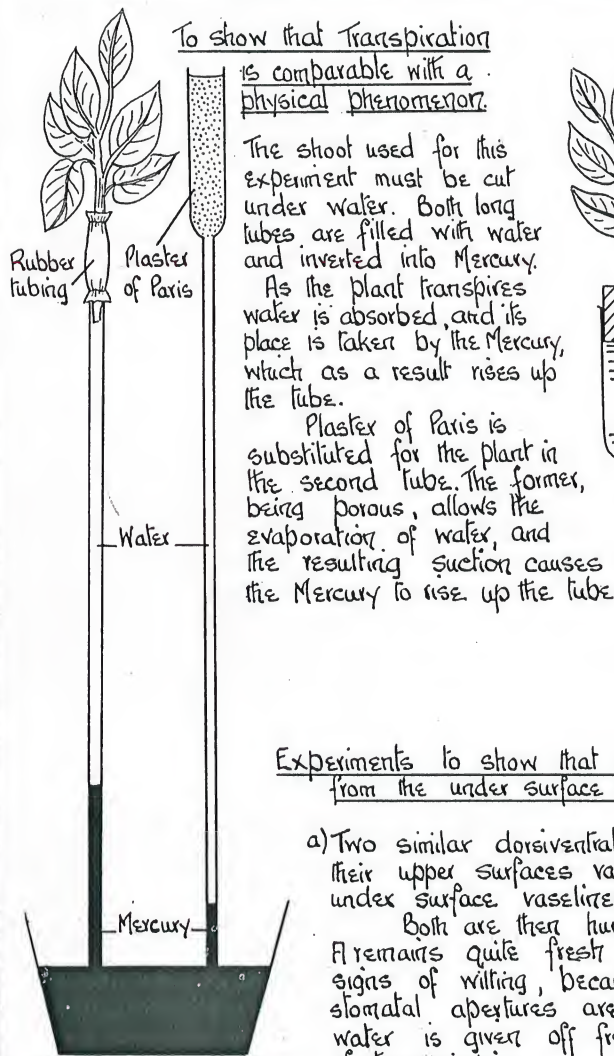 To show that Transpiration
is comparable with a
physical phenomenon.
The shoot used for this
experiment must be cut
under water. Both long
tubes are filled with water
and inverted into Mercury.
As the plant transpires
water is absorbed, and its
place is taken by the Mercury,
which as a result rises up
the tube.
Plaster of Paris is
substituted for the plant in
the second tube. The former,
being porous, allows the
evaporation of water, and
the resulting suction causes
the Mercury to rise up the tube
Rubber
tubing
Plaster
of Paris
Water
Mercury
Experiments to show that
from the under surface
a) Two similar dorsiventral
their upper surfaces va
under surface vaseline
Both are then hu
A remains quite fresh
signs of wilting, beca
stomatal apertures are
water is given off fr